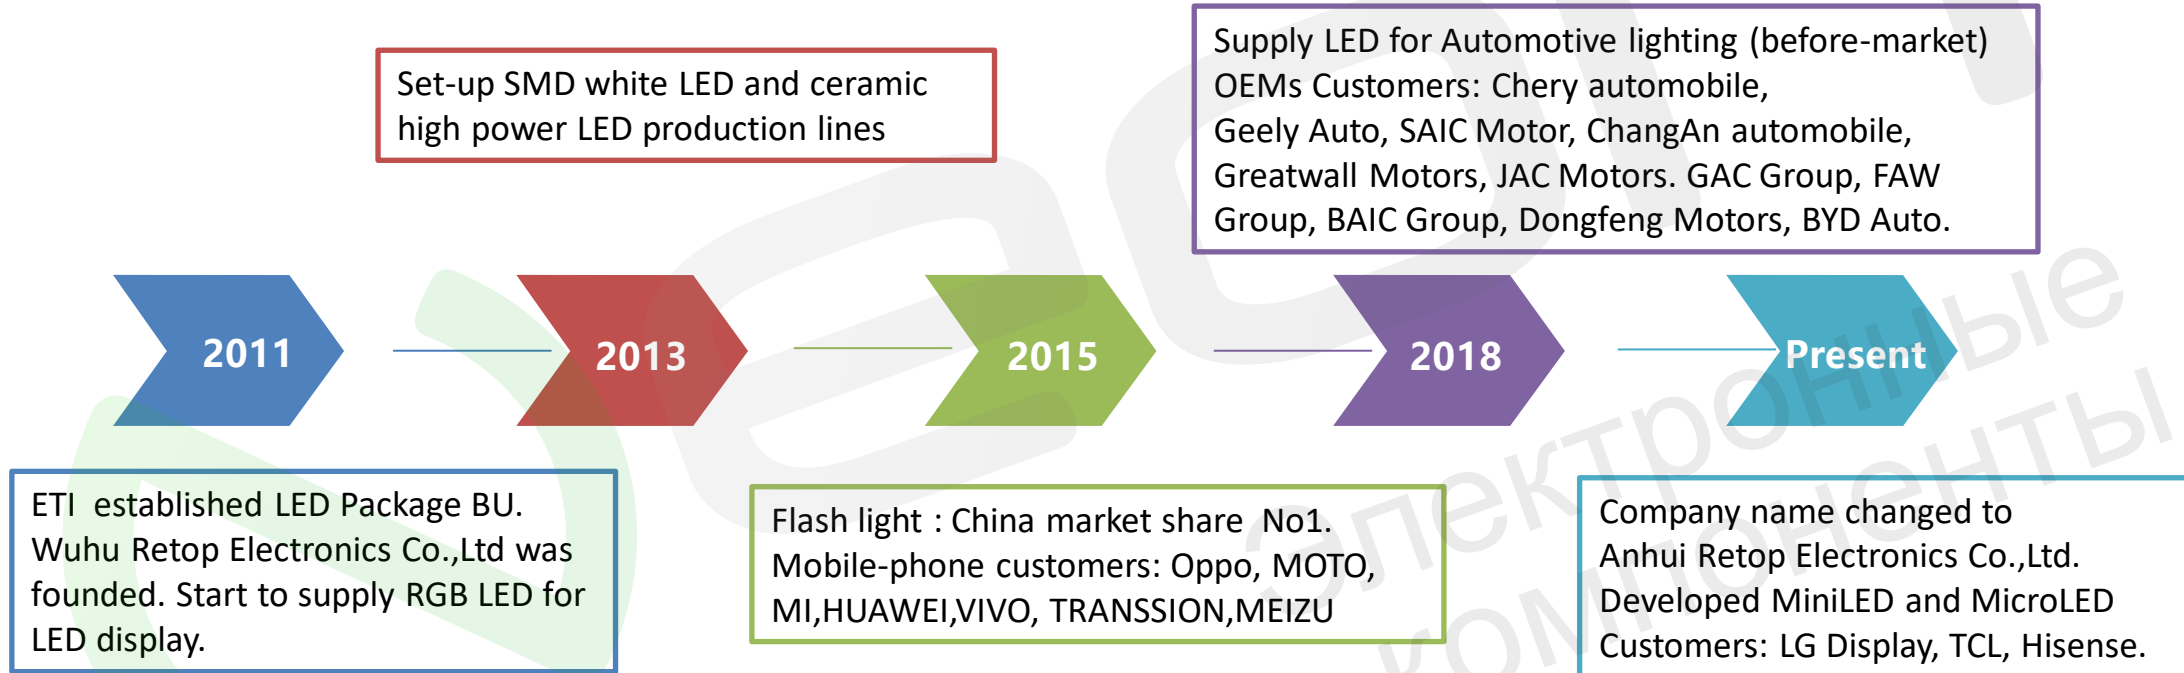 Supply LED for Automotive lighting (before-market)
OEMs Customers: Chery automobile,
Geely Auto, SAIC Motor, ChangAn automobile,
Greatwall Motors, JAC Motors. GAC Group, FAW
Group, BAIC Group, Dongfeng Motors, BYD Auto.
Set-up SMD white LED and ceramic
high power LED production lines
2011
2013
2015
2018
Present
ETI established LED Package BU.
Wuhu Retop Electronics Co.,Ltd was
founded. Start to supply RGB LED for
LED display.
Flash light : China market share No1.
Mobile-phone customers: Oppo, MOTO,
MI,HUAWEI,VIVO, TRANSSION,MEIZU
Company name changed to
Anhui Retop Electronics Co.,Ltd.
Developed MiniLED and MicroLED
Customers: LG Display, TCL, Hisense.
электронные
компоненты